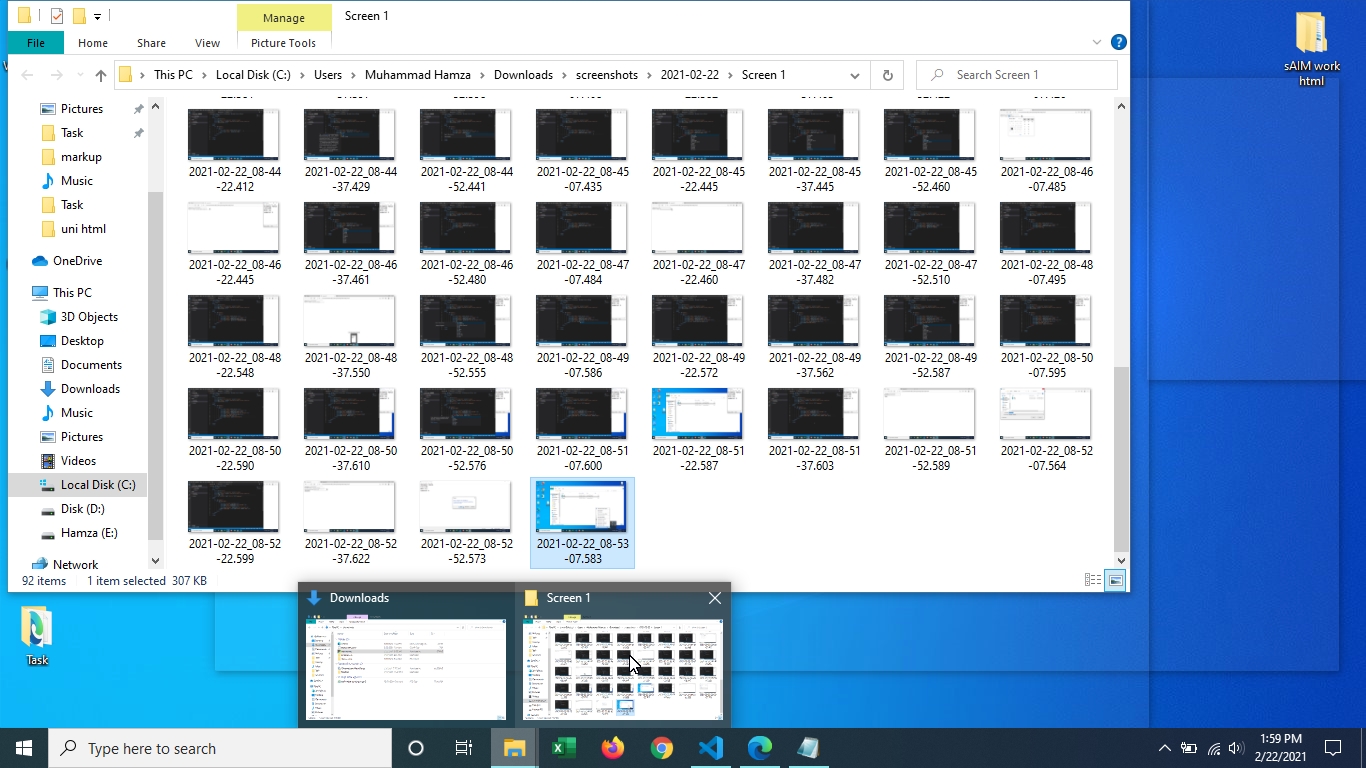 Manage
Screen 1
File
Home
Share
View
Picture Tools
This PC
Local Disk (C:)
Users
Muhammad Hamza
Downloads
screenshots
2021-02-22
Screen 1
Search Screen 1
Pictures
Task
markup
Music
Task
uni html
OneDrive
This PC
3D Objects
Desktop
Documents
Downloads
Music
Pictures
Videos
Local Disk (C:)
Disk (D:)
Hamza (E:)
Network
2021-02-22_08-44
-22.412
2021-02-22_08-44
-37.429
2021-02-22_08-44
-52.441
2021-02-22_08-45
-07.435
2021-02-22_08-45
-22.445
2021-02-22_08-45
-37.445
2021-02-22_08-45
-52.460
2021-02-22_08-46
-07.485
2021-02-22_08-46
-22.445
2021-02-22_08-46
-37.461
2021-02-22_08-46
-52.480
2021-02-22_08-47
-07.484
2021-02-22_08-47
-22.460
2021-02-22_08-47
-37.482
2021-02-22_08-47
-52.510
2021-02-22_08-48
-07.495
2021-02-22_08-48
-22.548
2021-02-22_08-48
-37.550
2021-02-22_08-48
-52.555
2021-02-22_08-49
-07.586
2021-02-22_08-49
-22.572
2021-02-22_08-49
-37.562
2021-02-22_08-49
-52.587
2021-02-22_08-50
-07.595
2021-02-22_08-50
-22.590
2021-02-22_08-50
-37.610
2021-02-22_08-50
-52.576
2021-02-22_08-51
-07.600
2021-02-22_08-51
-22.587
2021-02-22_08-51
-37.603
2021-02-22_08-51
-52.589
2021-02-22_08-52
-07.564
2021-02-22_08-52
-22.599
2021-02-22_08-52
-37.622
2021-02-22_08-52
-52.573
2021-02-22_08-53
-07.583
92 items
1 item selected 307 KB
sAIM work
html
Task
Downloads
Screen 1
Type here to search
1:59 PM
2/22/2021